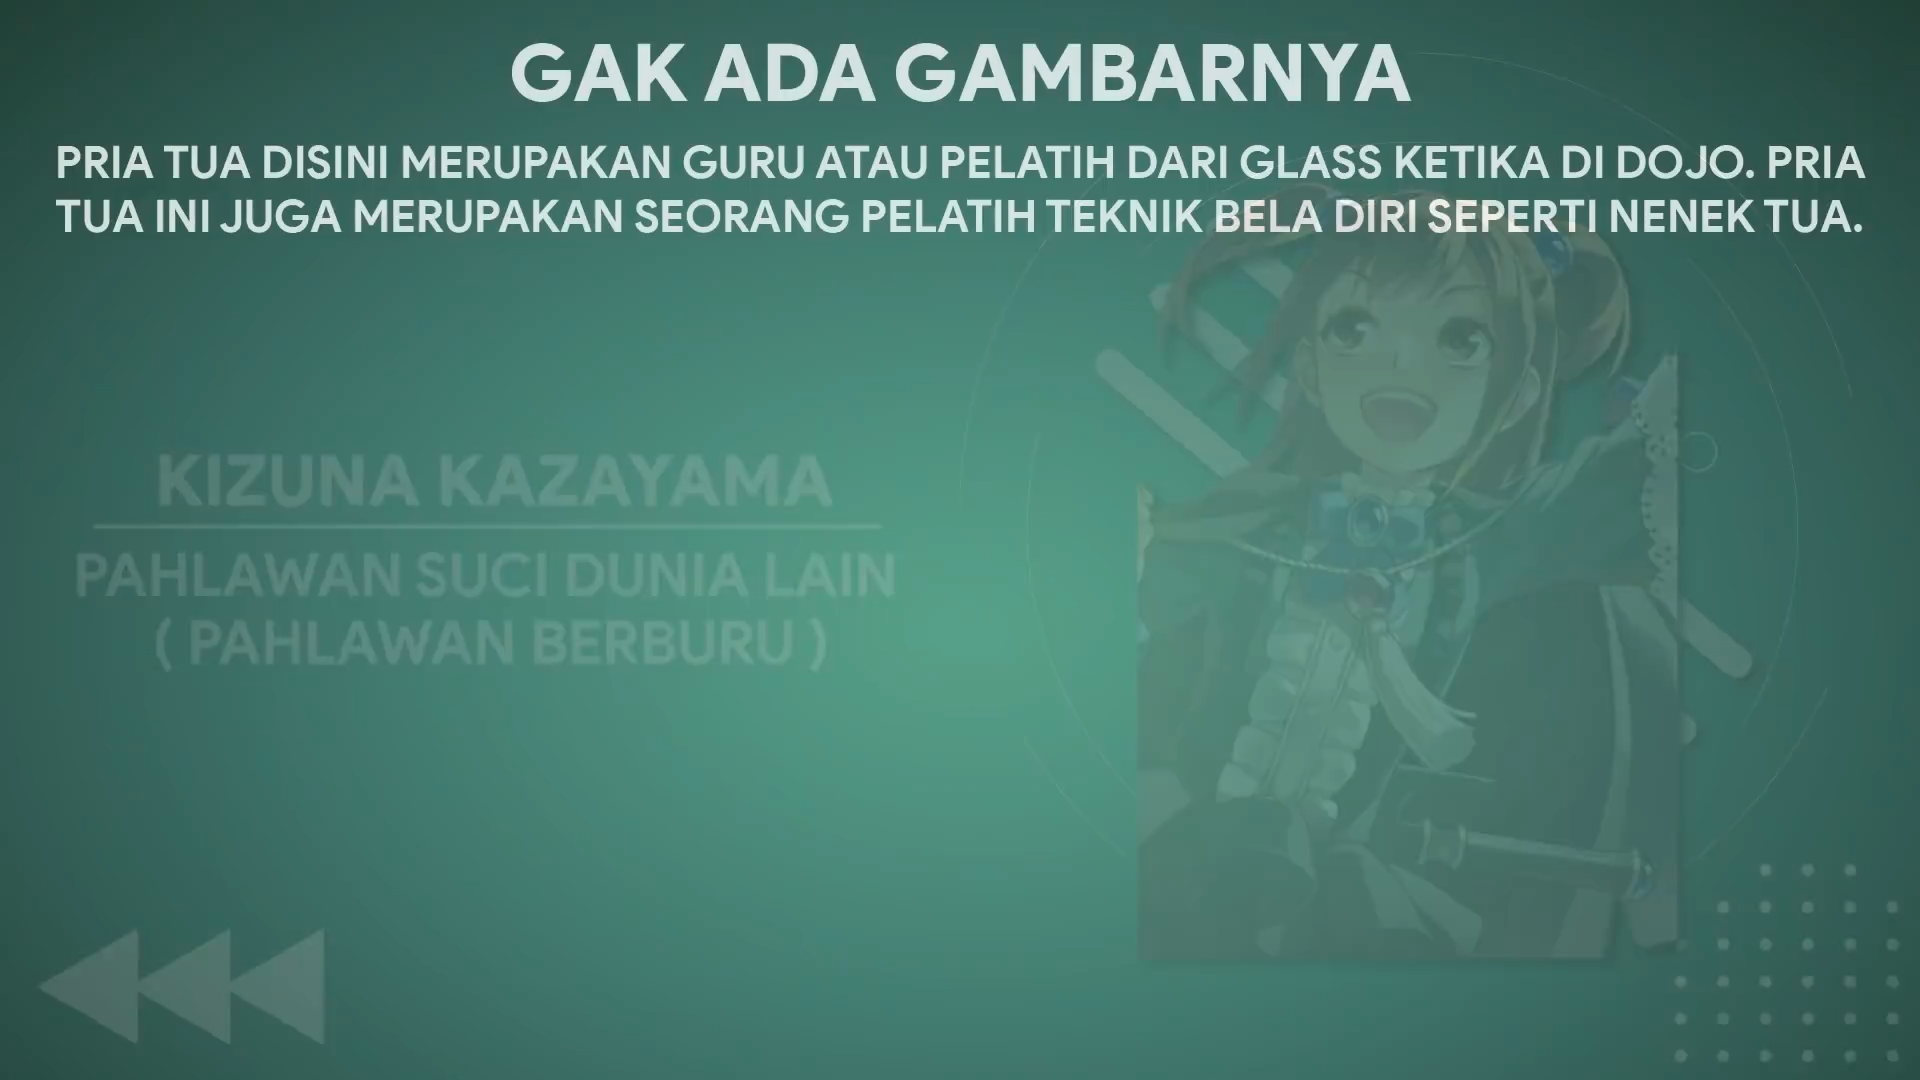 GAK ADA GAMBARNYA
PRIA TUA DISINI MERUPAKAN GURU ATAU PELATIH DARI GLASS KETIKA DI DOJO. PRIA
TUA INI JUGA MERUPAKAN SEORANG PELATIH TEKNIK BELA DIRI SEPERTI NENEK TUA.
KIZUNA KAZAYAMA
PAHLAWAN SUCI DUNIA LAIN
( PAHLAWAN BERBURU )